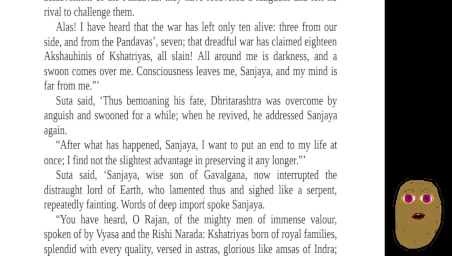 rival to challenge them.
Alas! I have heard that the war has left only ten alive: three from our
side, and from the Pandavas', seven; that dreadful war has claimed eighteen
Akshauhinis of Kshatriyas, all slain! All around me is darkness, and a
swoon comes over me. Consciousness leaves me, Sanjaya, and my mind is
far from me."'
Suta said, 'Thus bemoaning his fate, Dhritarashtra was overcome by
anguish and swooned for a while; when he revived, he addressed Sanjaya
again.
"After what has happened, Sanjaya, I want to put an end to my life at
once; I find not the slightest advantage in preserving it any longer."'
Suta said, 'Sanjaya, wise son of Gavalgana, now interrupted the
distraught lord of Earth, who lamented thus and sighed like a serpent,
repeatedly fainting. Words of deep import spoke Sanjaya.
"You have heard, O Rajan, of the mighty men of immense valour,
spoken of by Vyasa and the Rishi Narada: Kshatriyas born of royal families,
splendid with every quality, versed in astras, glorious like amsas of Indra;